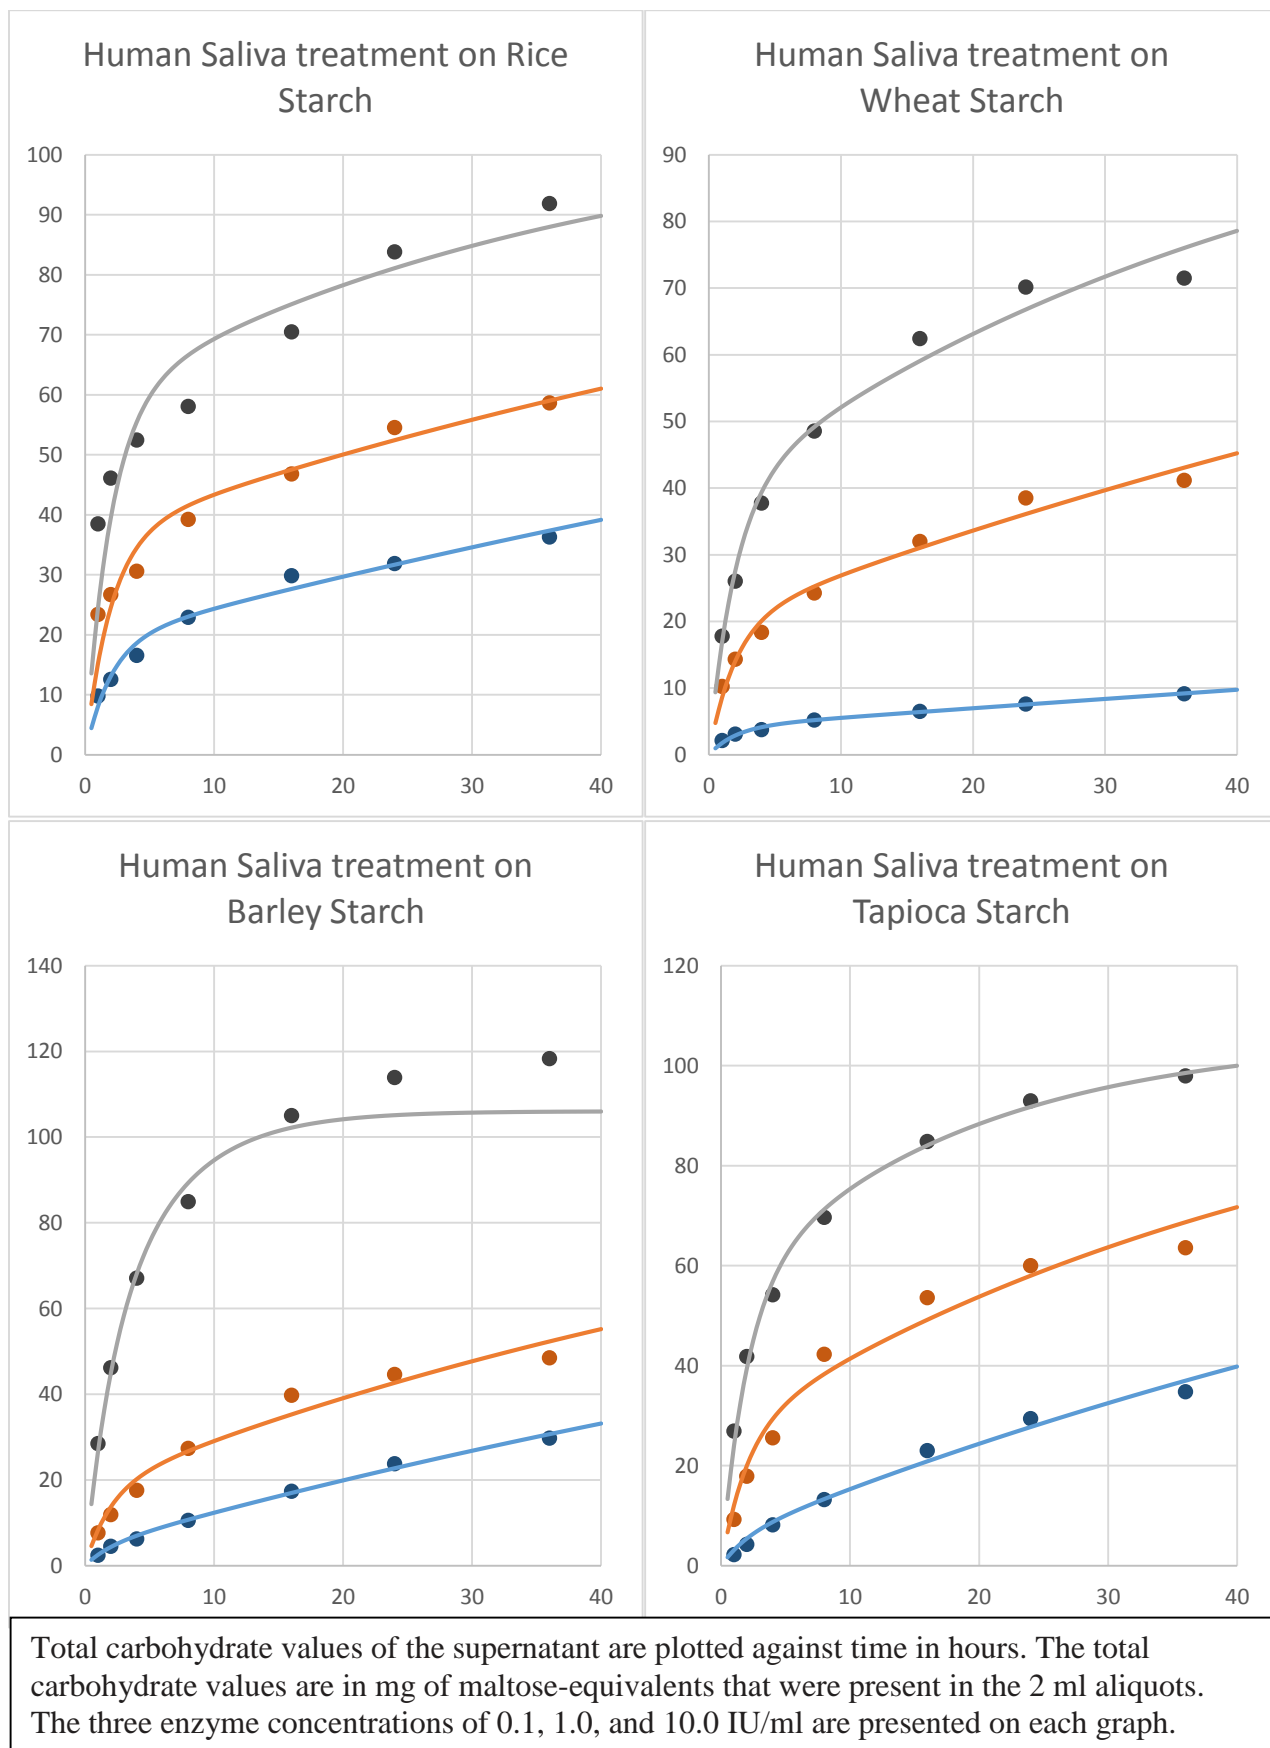 Human Saliva treatment on Rice
Starch
100
90
80
70
60
50
40
30
20
10
0
0 10 20 30 40
Human Saliva treatment on
Wheat Starch
90
80
70
60
50
40
30
20
10
0
0 10 20 30 40
Human Saliva treatment on
Barley Starch
140
120
100
80
60
40
20
0
0 10 20 30 40
Human Saliva treatment on
Tapioca Starch
120
100
80
60
40
20
0
0 10 20 30 40
Total carbohydrate values of the supernatant are plotted against time in hours. The total
carbohydrate values are in mg of maltose-equivalents that were present in the 2 ml aliquots.
The three enzyme concentrations of 0.1, 1.0, and 10.0 IU/ml are presented on each graph.